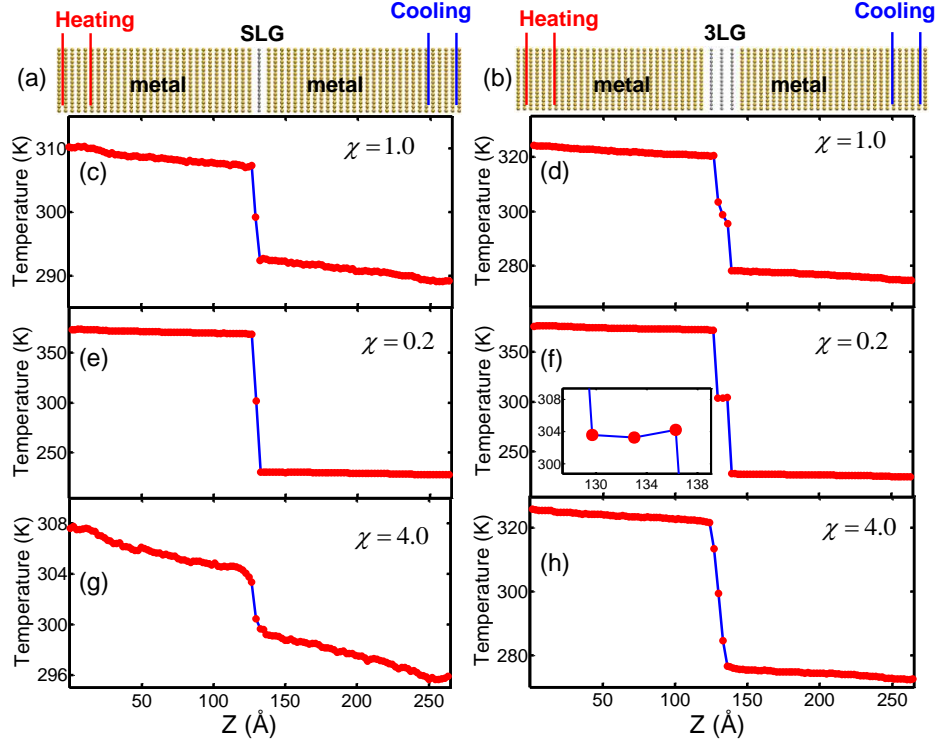 Heating
SLG
Cooling
Heating
3LG
Cooling
(a)
metal
metal
(b)
metal
metal
Temperature (K)
310
300
290
(c)
χ = 1.0
Temperature (K)
320
300
280
(d)
χ = 1.0
Temperature (K)
350
300
250
(e)
χ = 0.2
Temperature (K)
350
300
250
(f)
χ = 0.2
308
304
300
130
134
138
Temperature (K)
308
304
300
296
(g)
χ = 4.0
50
100
150
200
250
Z (Å)
Temperature (K)
320
300
270
(h)
χ = 4.0
50
100
150
200
250
Z (Å)